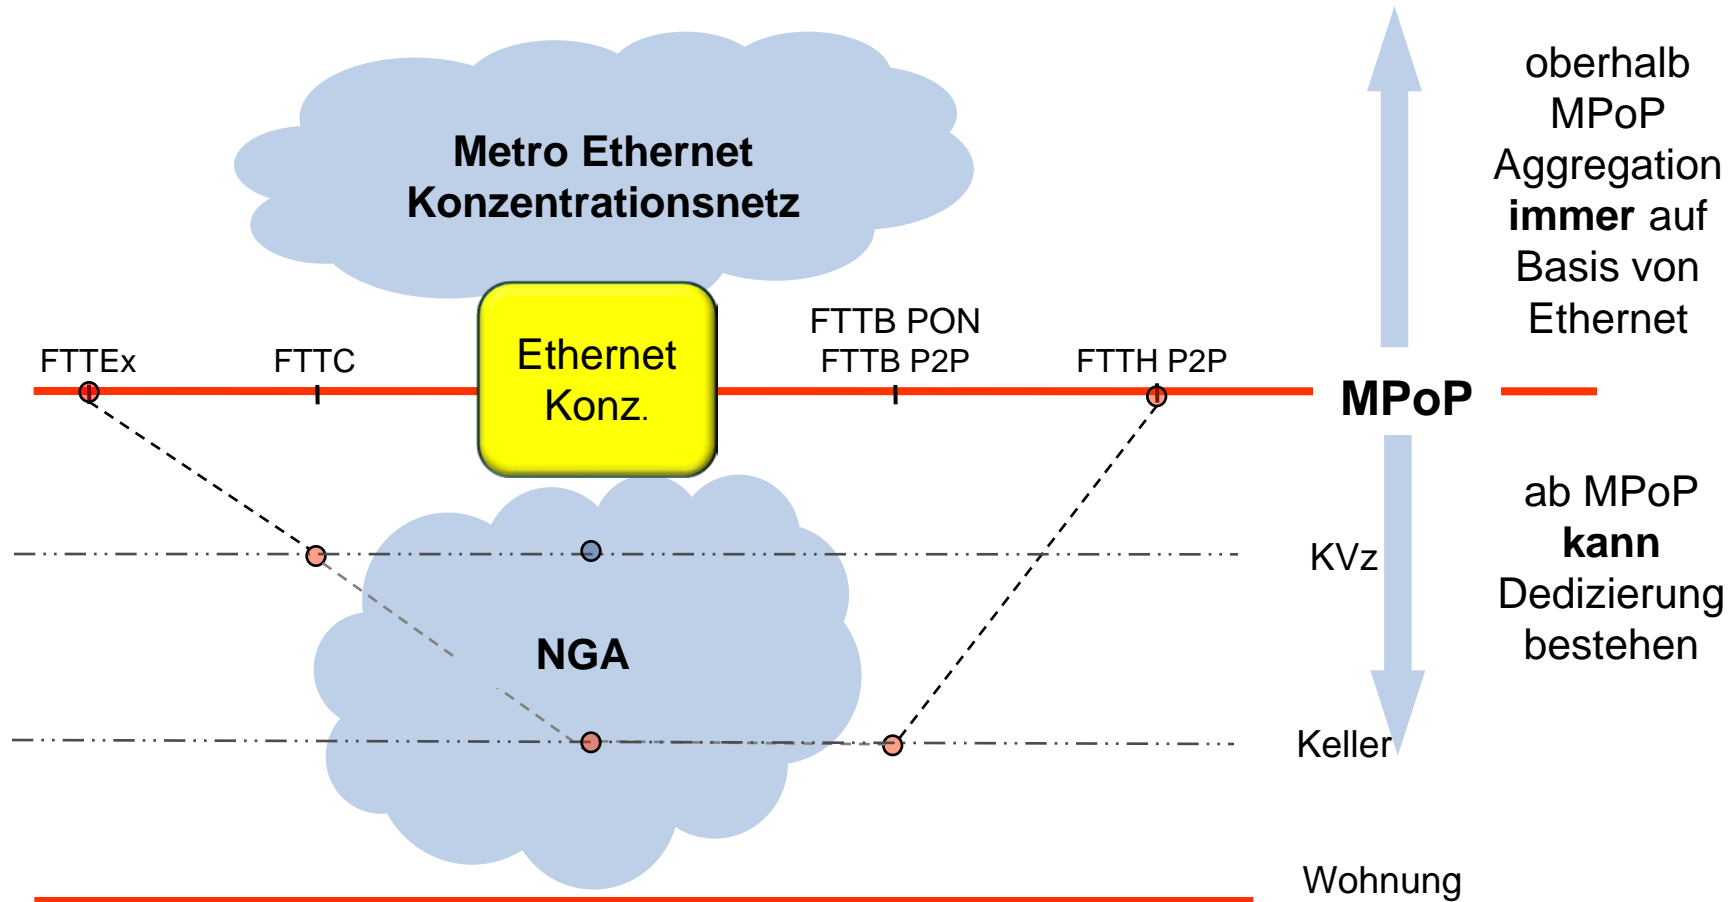 Metro Ethernet
Konzentrationsnetz
oberhalb
MPoP
Aggregation
immer auf
Basis von
Ethernet
FTTEx
FTTC
Ethernet
Konz.
FTTB PON
FTTB P2P
FTTH P2P
MPoP
KVz
ab MPoP
kann
Dedizierung
bestehen
NGA
Keller
Wohnung